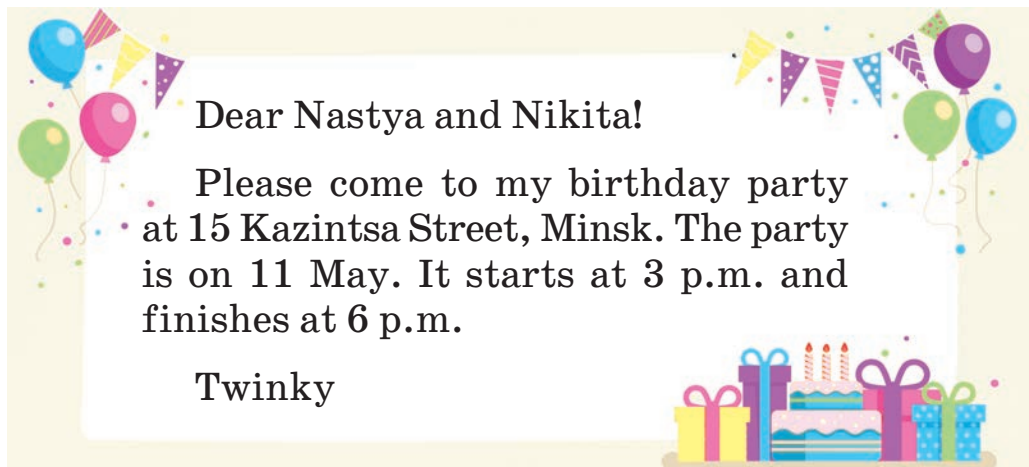 Dear Nastya and Nikita!
Please come to my birthday party
at 15 Kazintsa Street, Minsk. The party
is on 11 May. It starts at 3 p.m. and
finishes at 6 p.m.
Twinky